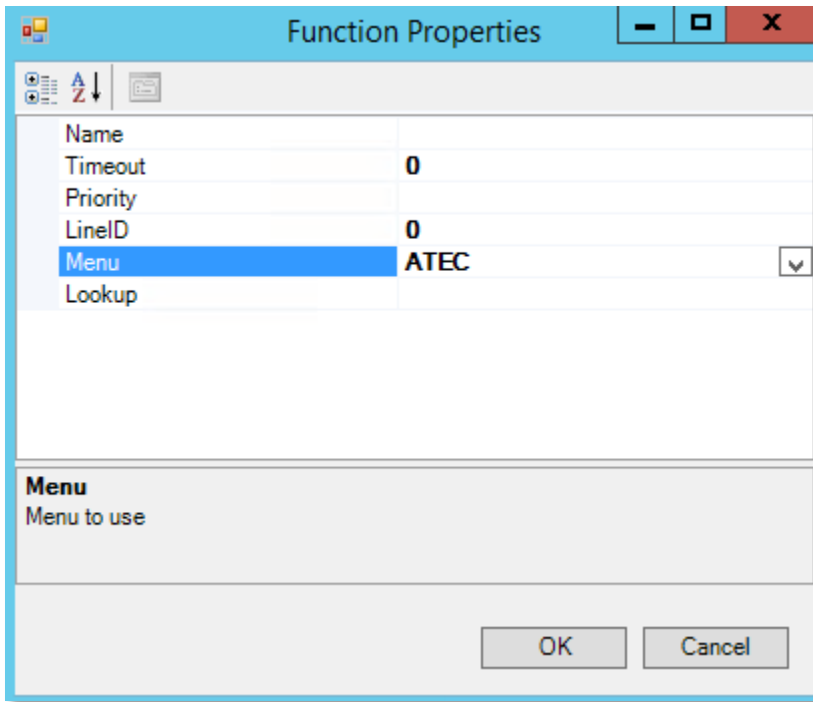 Function Properties
Name
Timeout 0
Priority
LineID 0
Menu ATEC
Lookup
Menu
Menu to use
OK Cancel